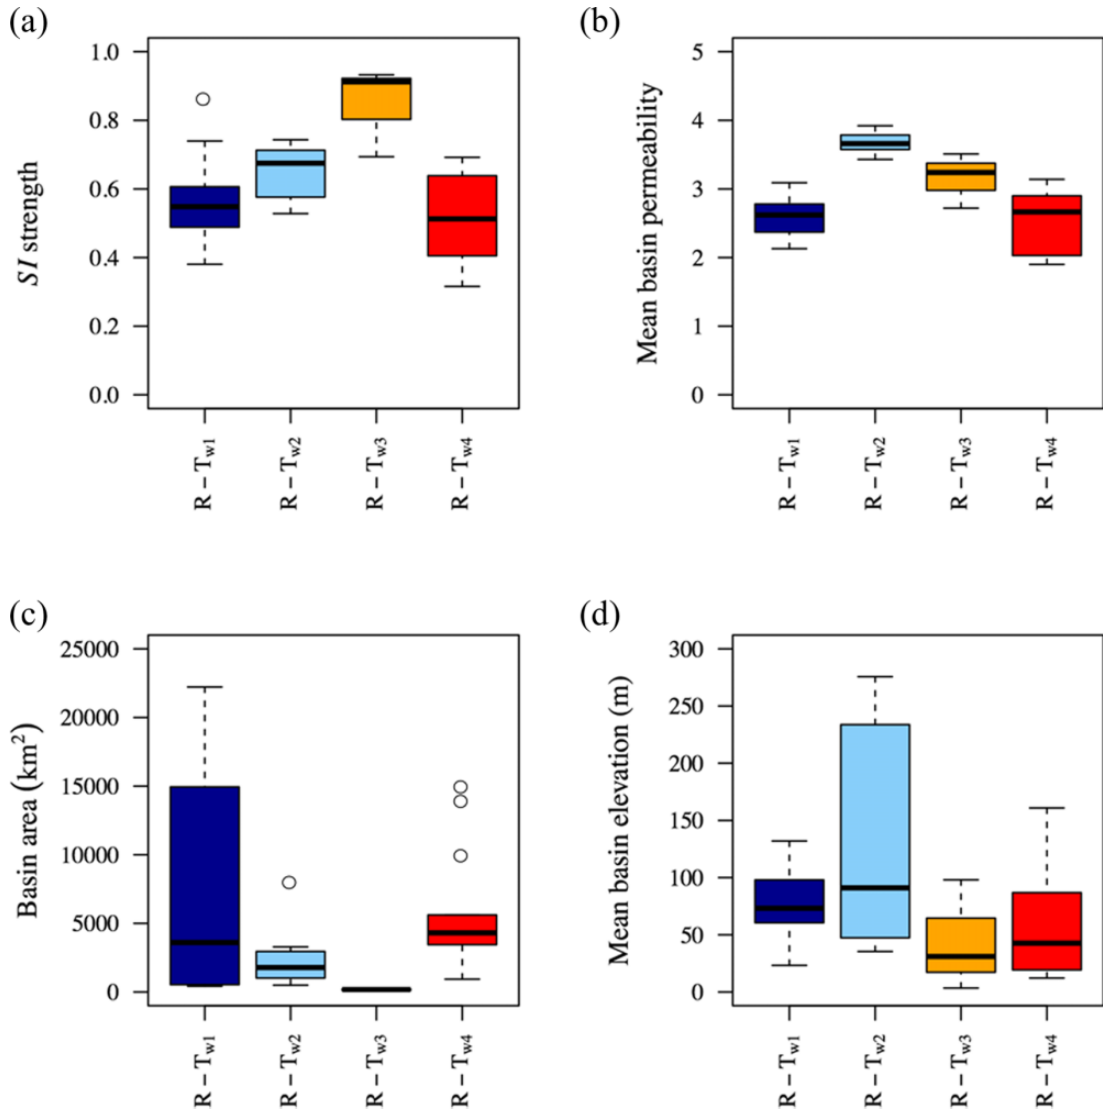 (a)
SI strength
1.0
0.8
0.6
0.4
0.2
0.0
R – Tw1
R – Tw2
R – Tw3
R – Tw4
(b)
Mean basin permeability
5
4
3
2
1
0
R – Tw1
R – Tw2
R – Tw3
R – Tw4
(c)
Basin area (km²)
25000
20000
15000
10000
5000
0
R – Tw1
R – Tw2
R – Tw3
R – Tw4
(d)
Mean basin elevation (m)
300
250
200
150
100
50
0
R – Tw1
R – Tw2
R – Tw3
R – Tw4